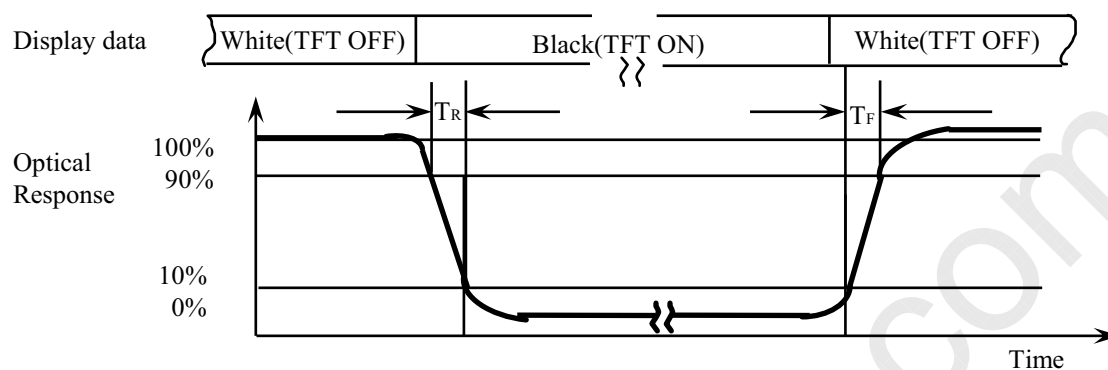 Display data
White(TFT OFF)
Black(TFT ON)
White(TFT OFF)
TR
TF
Optical
Response
100%
90%
10%
0%
Time
com